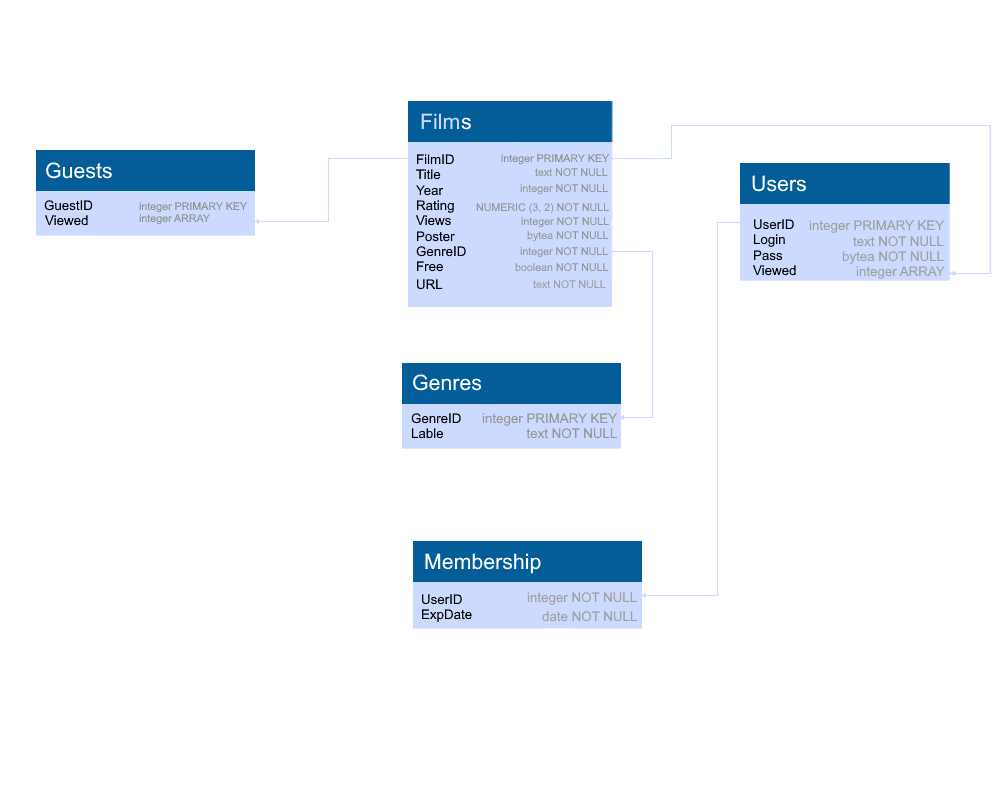 Films
FilmID integer PRIMARY KEY
Title text NOT NULL
Year integer NOT NULL
Rating NUMERIC (3, 2) NOT NULL
Views integer NOT NULL
Poster bytea NOT NULL
GenreID integer NOT NULL
Free boolean NOT NULL
URL text NOT NULL
Guests
GuestID integer PRIMARY KEY
Viewed integer ARRAY
Users
UserID integer PRIMARY KEY
Login text NOT NULL
Pass bytea NOT NULL
Viewed integer ARRAY
Genres
GenreID integer PRIMARY KEY
Lable text NOT NULL
Membership
UserID integer NOT NULL
ExpDate date NOT NULL